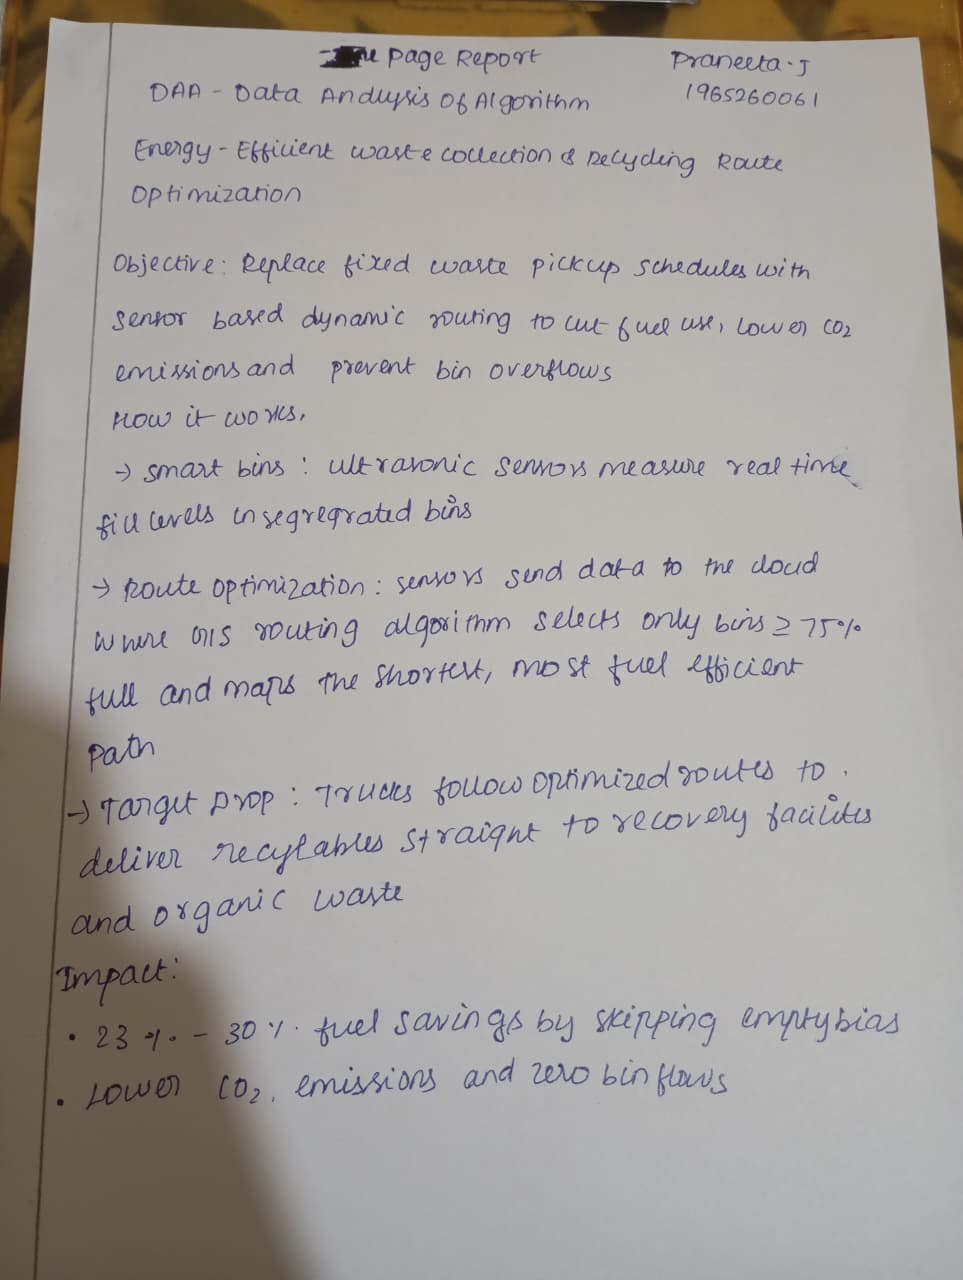 Page Report
Praneeta. J
DAA - Data Analysis Of Algorithm
1965260061
Energy - Efficient waste collection & Recycling Route
Optimization
Objective: Replace fixed waste pickup schedules with
sensor based dynamic routing to cut fuel use, lower CO2
emissions and prevent bin overflows
How it works,
→ smart bins : ultrasonic sensors measure real time
fill levels in segregrated bins
→ Route optimization : sensors send data to the cloud
where GIS routing algorithm selects only bins ≥ 75%
full and maps the shortest, most fuel efficient
path
→ Target Drop : Trucks follow optimized routes to .
deliver recylables straight to recovery facilites
and organic waste
Impact:
• 23 % - 30 % fuel savings by skipping empty bias
• Lower CO2, emissions and zero bin flows